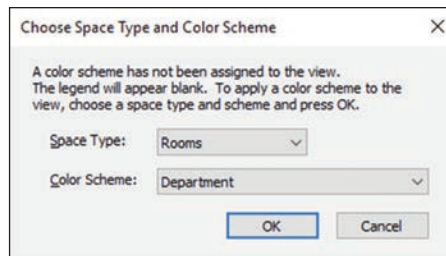 Choose Space Type and Color Scheme
A color scheme has not been assigned to the view.
The legend will appear blank. To apply a color scheme to the
view, choose a space type and scheme and press OK.
Space Type: Rooms
Color Scheme: Department
OK Cancel